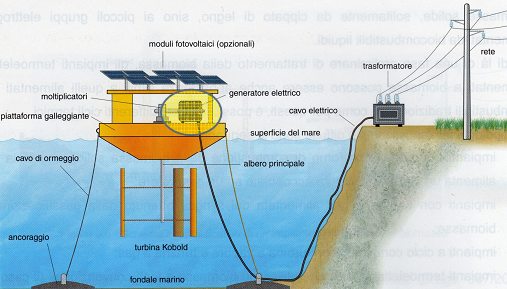 moduli fotovoltaici (opzionali)
rete
trasformatore
moltiplicatori
generatore elettrico
cavo elettrico
piattaforma galleggiante
superficie del mare
cavo di ormeggio
albero principale
ancoraggio
turbina Kobold
fondale marino